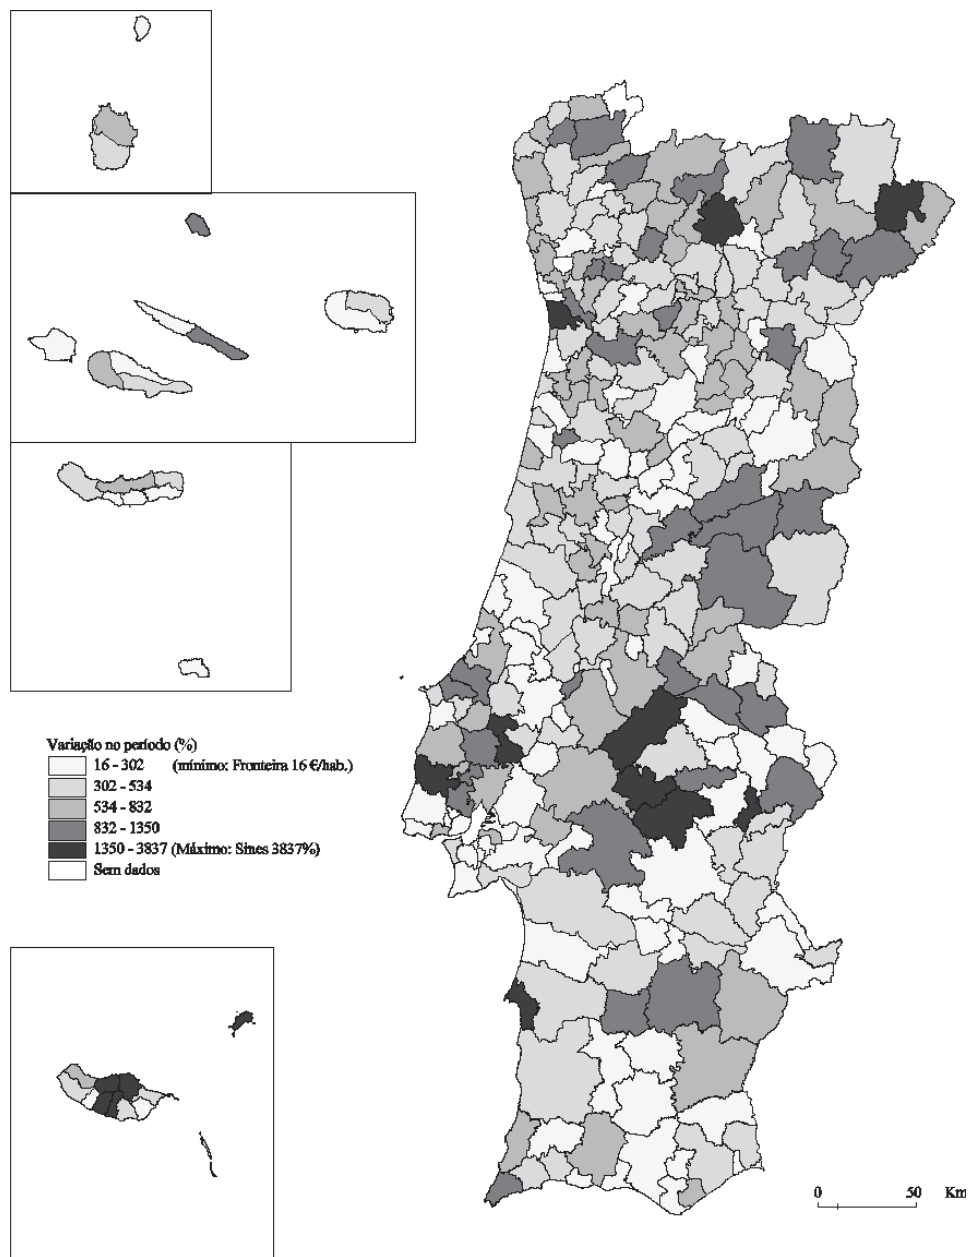 Variação no período (%)
16 - 302 (mínimo: Fronteira 16 €/hab.)
302 - 534
534 - 832
832 - 1350
1350 - 3837 (Máximo: Sines 3837%)
Sem dados
0 50 Km